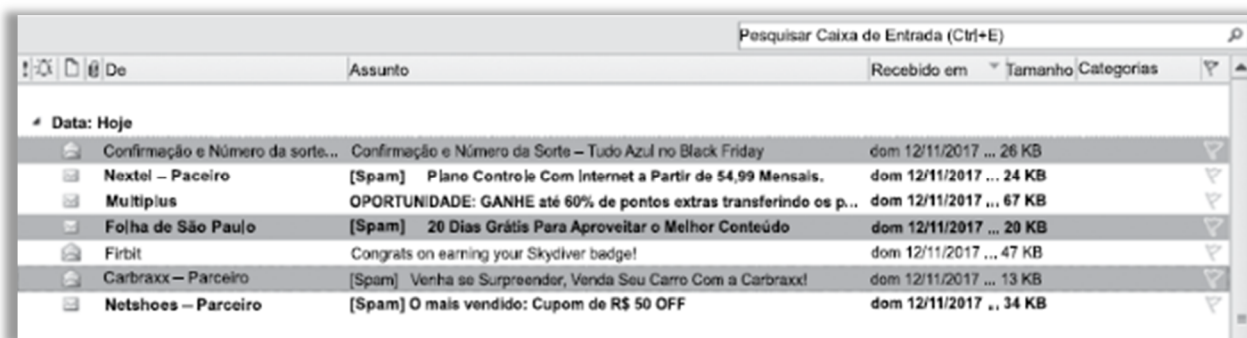 Pesquisar Caixa de Entrada (Ctrl+E)
! De Assunto Recebido em Tamanho Categorias
Data: Hoje
Confirmação e Número da sorte... Confirmação e Número da Sorte – Tudo Azul no Black Friday dom 12/11/2017 ... 26 KB
Nextel – Paceiro [Spam] Plano Controle Com Internet a Partir de 54,99 Mensais. dom 12/11/2017 ... 24 KB
Multiplus OPORTUNIDADE: GANHE até 60% de pontos extras transferindo os p... dom 12/11/2017 ... 67 KB
Folha de São Paulo [Spam] 20 Dias Grátis Para Aproveitar o Melhor Conteúdo dom 12/11/2017 ... 20 KB
Firbit Congrats on earning your Skydiver badge! dom 12/11/2017 ... 47 KB
Carbraxx – Parceiro [Spam] Venha se Surpreender, Venda Seu Carro Com a Carbraxx! dom 12/11/2017 ... 13 KB
Netshoes – Parceiro [Spam] O mais vendido: Cupom de R$ 50 OFF dom 12/11/2017 ... 34 KB